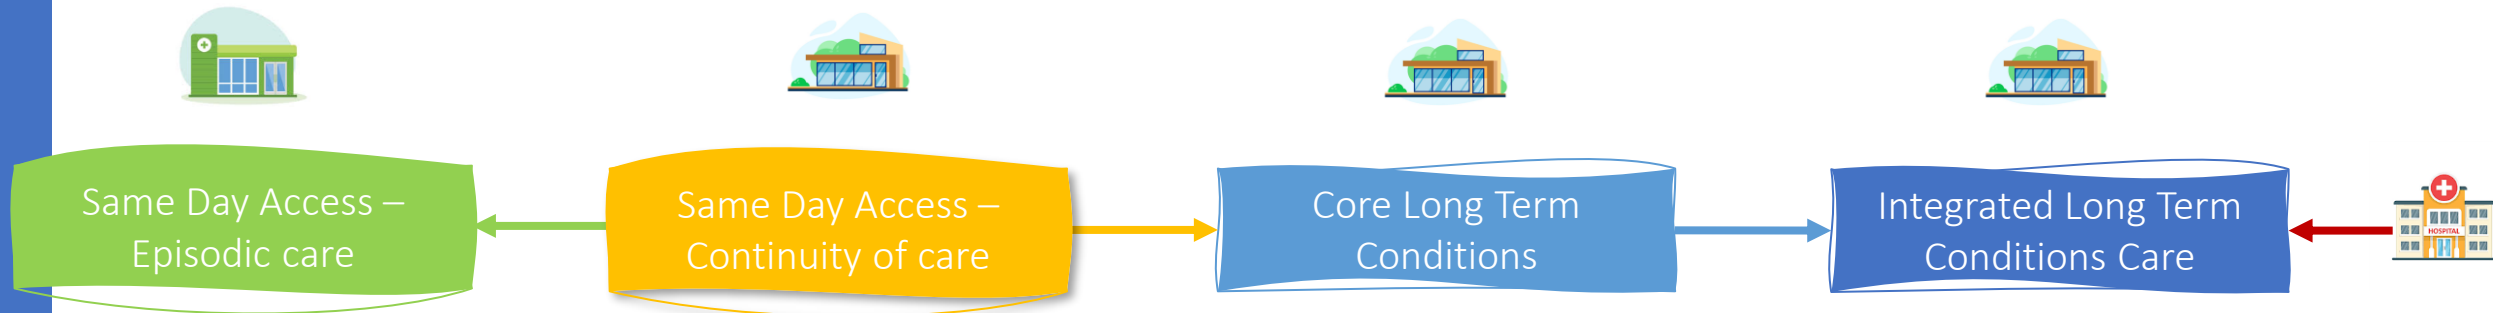 Same Day Access –
Episodic care
Same Day Access –
Continuity of care
Core Long Term
Conditions
Integrated Long Term
Conditions Care
HOSPITAL